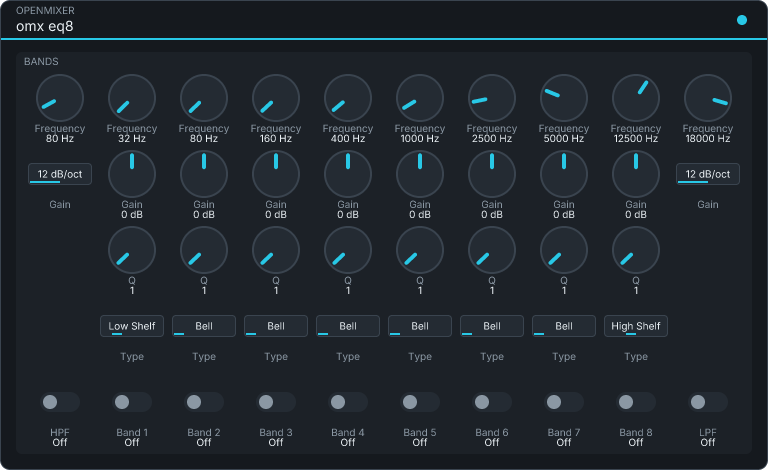 OPENMIXER
omx eq8
BANDS
Frequency Frequency Frequency Frequency Frequency Frequency Frequency Frequency Frequency Frequency
80 Hz 32 Hz 80 Hz 160 Hz 400 Hz 1000 Hz 2500 Hz 5000 Hz 12500 Hz 18000 Hz
12 dB/oct 12 dB/oct
Gain Gain Gain Gain Gain Gain Gain Gain Gain Gain
0 dB 0 dB 0 dB 0 dB 0 dB 0 dB 0 dB 0 dB
Q Q Q Q Q Q Q Q
1 1 1 1 1 1 1 1
Low Shelf Bell Bell Bell Bell Bell Bell High Shelf
Type Type Type Type Type Type Type Type
HPF Band 1 Band 2 Band 3 Band 4 Band 5 Band 6 Band 7 Band 8 LPF
Off Off Off Off Off Off Off Off Off Off